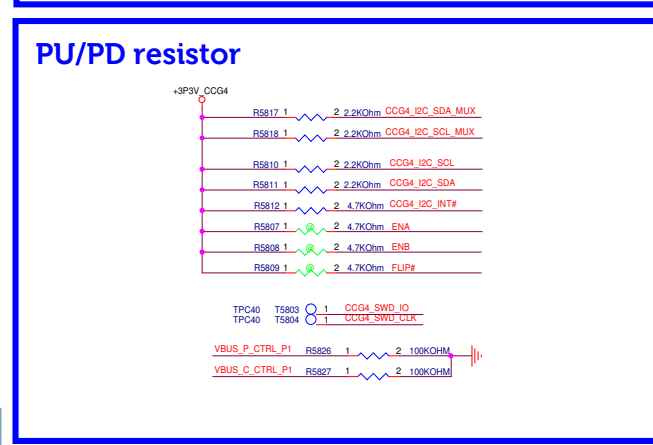 PU/PD resistor
+3P3V_CCG4
R5817 1 2 2.2KOhm CCG4_I2C_SDA_MUX
R5818 1 2 2.2KOhm CCG4_I2C_SCL_MUX
R5810 1 2 2.2KOhm CCG4_I2C_SCL
R5811 1 2 2.2KOhm CCG4_I2C_SDA
R5812 1 2 4.7KOhm CCG4_I2C_INT#
R5807 1 @ 2 4.7KOhm ENA
R5808 1 @ 2 4.7KOhm ENB
R5809 1 @ 2 4.7KOhm FLIP#
TPC40 T5803 1 CCG4_SWD_IO
TPC40 T5804 1 CCG4_SWD_CLK
VBUS_P_CTRL_P1 R5826 1 2 100KOHM
VBUS_C_CTRL_P1 R5827 1 2 100KOHM